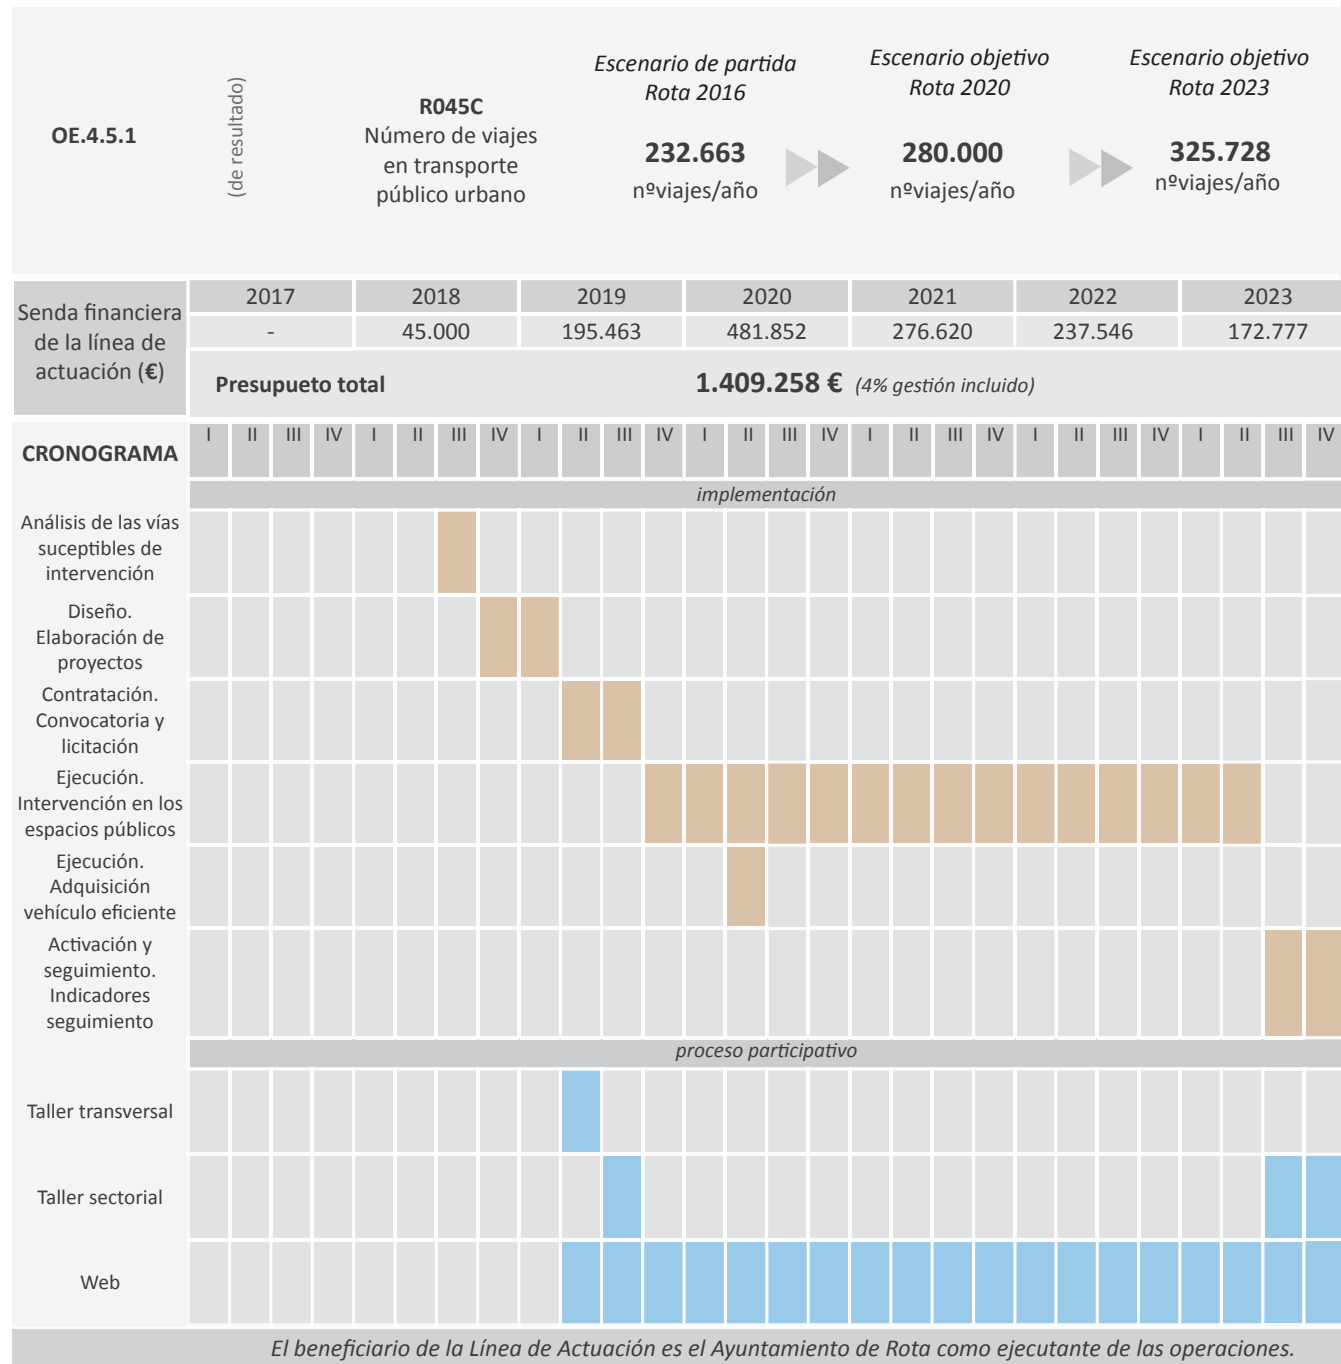 OE.4.5.1
(de resultado)
R045C
Número de viajes
en transporte
público urbano
Escenario de partida
Rota 2016
232.663
nºviajes/año
Escenario objetivo
Rota 2020
280.000
nºviajes/año
Escenario objetivo
Rota 2023
325.728
nºviajes/año
Senda financiera
de la línea de
actuación (€)
2017 2018 2019 2020 2021 2022 2023
- 45.000 195.463 481.852 276.620 237.546 172.777
Presupueto total 1.409.258 € (4% gestión incluido)
CRONOGRAMA
I II III IV I II III IV I II III IV I II III IV I II III IV I II III IV I II III IV
implementación
Análisis de las vías
suceptibles de
intervención
Diseño.
Elaboración de
proyectos
Contratación.
Convocatoria y
licitación
Ejecución.
Intervención en los
espacios públicos
Ejecución.
Adquisición
vehículo eficiente
Activación y
seguimiento.
Indicadores
seguimiento
proceso participativo
Taller transversal
Taller sectorial
Web
El beneficiario de la Línea de Actuación es el Ayuntamiento de Rota como ejecutante de las operaciones.